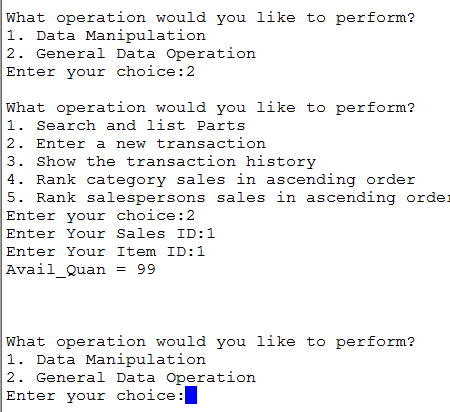 What operation would you like to perform?
1. Data Manipulation
2. General Data Operation
Enter your choice:2
What operation would you like to perform?
1. Search and list Parts
2. Enter a new transaction
3. Show the transaction history
4. Rank category sales in ascending order
5. Rank salespersons sales in ascending order
Enter your choice:2
Enter Your Sales ID:1
Enter Your Item ID:1
Avail_Quan = 99
What operation would you like to perform?
1. Data Manipulation
2. General Data Operation
Enter your choice: